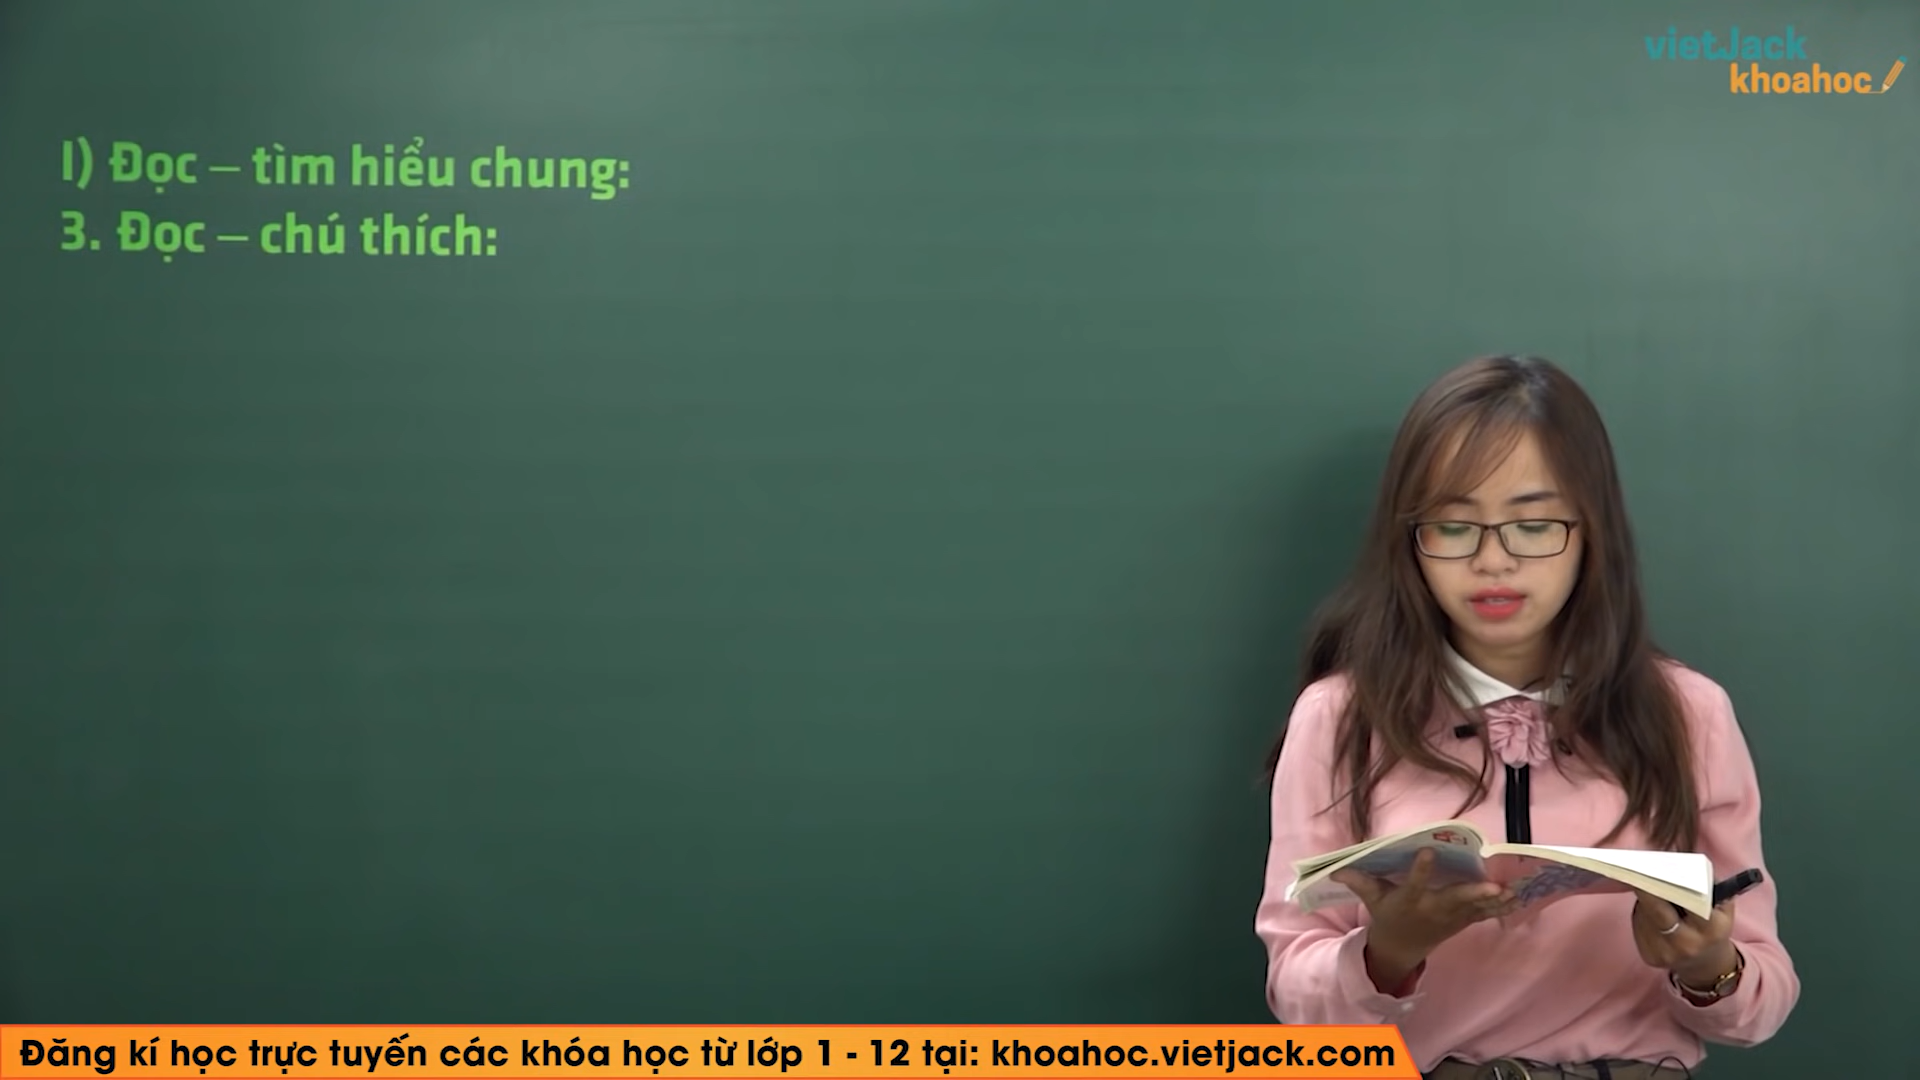 vietJack
khoahoc
I) Đọc – tìm hiểu chung:
3. Đọc – chú thích:
Đăng kí học trực tuyến các khóa học từ lớp 1 - 12 tại: khoahoc.vietjack.com